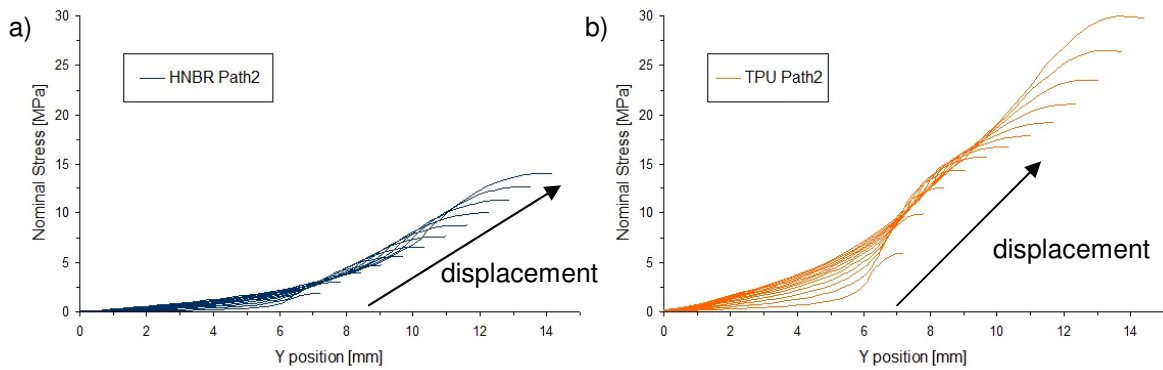 a)
Nominal Stress [MPa]
30
25
20
15
10
5
0
HNBR Path2
displacement
0 2 4 6 8 10 12 14
Y position [mm]
b)
Nominal Stress [MPa]
30
25
20
15
10
5
0
TPU Path2
displacement
0 2 4 6 8 10 12 14
Y position [mm]